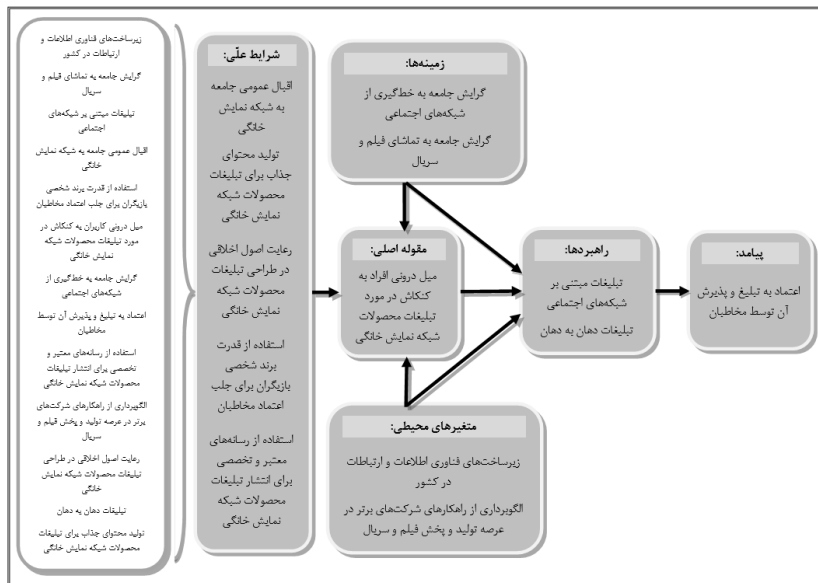 زیرساخت‌های فناوری اطلاعات و
ارتباطات در کشور
گرایش جامعه به تماشای فیلم و
سریال
تبلیغات مبتنی بر شبکه‌های
اجتماعی
اقبال عمومی جامعه به شبکه نمایش
خانگی
استفاده از قدرت برند شخصی
بازیگران برای جلب اعتماد مخاطبان
میل درونی کاربران به کنکاش در
مورد تبلیغات محصولات شبکه
نمایش خانگی
گرایش جامعه به خط‌گیری از
شبکه‌های اجتماعی
اعتماد به تبلیغ و پذیرش آن توسط
مخاطبان
استفاده از رسانه‌های معتبر و
تخصصی برای انتشار تبلیغات
محصولات شبکه نمایش خانگی
الگوبرداری از راهکارهای شرکت‌های
برتر در عرصه تولید و پخش فیلم و
سریال
رعایت اصول اخلاقی در طراحی
تبلیغات محصولات شبکه نمایش
خانگی
تبلیغات دهان به دهان
تولید محتوای جذاب برای تبلیغات
محصولات شبکه نمایش خانگی
شرایط علّی:
اقبال عمومی جامعه
به شبکه نمایش
خانگی
تولید محتوای
جذاب برای تبلیغات
محصولات شبکه
نمایش خانگی
رعایت اصول اخلاقی
در طراحی تبلیغات
محصولات شبکه
نمایش خانگی
استفاده از قدرت
برند شخصی
بازیگران برای جلب
اعتماد مخاطبان
استفاده از رسانه‌های
معتبر و تخصصی
برای انتشار تبلیغات
محصولات شبکه
نمایش خانگی
زمینه‌ها:
گرایش جامعه به خط‌گیری از
شبکه‌های اجتماعی
گرایش جامعه به تماشای فیلم و
سریال
مقوله اصلی:
میل درونی افراد به
کنکاش در مورد
تبلیغات محصولات
شبکه نمایش خانگی
متغیرهای محیطی:
زیرساخت‌های فناوری اطلاعات و ارتباطات
در کشور
الگوبرداری از راهکارهای شرکت‌های برتر در
عرصه تولید و پخش فیلم و سریال
راهبردها:
تبلیغات مبتنی بر
شبکه‌های اجتماعی
تبلیغات دهان به دهان
پیامد:
اعتماد به تبلیغ و پذیرش
آن توسط مخاطبان